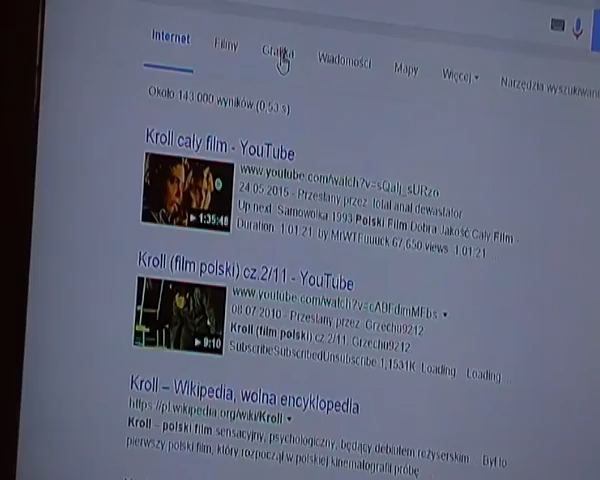 Internet Filmy Grafika Wiadomości Mapy Więcej Narzędzia wyszukiwania
Około 143 000 wyników (0,53 s)
Kroll cały film - YouTube
www.youtube.com/watch?v=sQalj_sURzo
24.05.2015 - Przesłany przez total anal dewastator
Up next. Samowolka 1993 Polski Film Dobra Jakość Cały Film -
Duration: 1:01:21. by MrWTFuuuck 67,650 views. 1:01:21.
1:35:48
Kroll (film polski) cz.2/11 - YouTube
www.youtube.com/watch?v=cABFdimMFbs
08.07.2010 - Przesłany przez Grzechu9212
Kroll (film polski) cz 2/11. Grzechu9212
SubscribeSubscribedUnsubscribe 1,1531K. Loading... Loading...
9:10
Kroll – Wikipedia, wolna encyklopedia
https://pl.wikipedia.org/wiki/Kroll
Kroll – polski film sensacyjny, psychologiczny, będący debiutem reżyserskim ... Był to
pierwszy polski film, który rozpoczął w polskiej kinematografii próbę